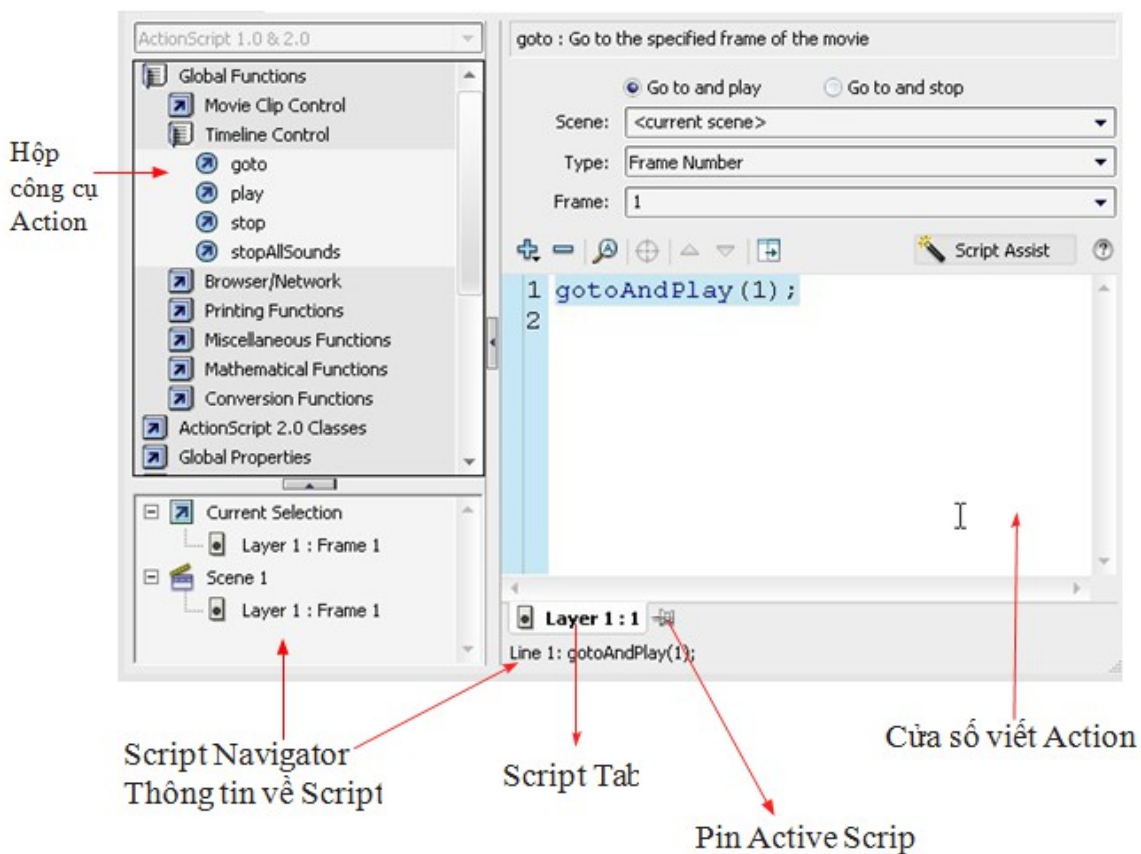 ActionScript 1.0 & 2.0
Global Functions
Movie Clip Control
Timeline Control
goto
play
stop
stopAllSounds
Browser/Network
Printing Functions
Miscellaneous Functions
Mathematical Functions
Conversion Functions
ActionScript 2.0 Classes
Global Properties
Hộp
công cụ
Action
Current Selection
Layer 1 : Frame 1
Scene 1
Layer 1 : Frame 1
goto : Go to the specified frame of the movie
Go to and play Go to and stop
Scene: <current scene>
Type: Frame Number
Frame: 1
Script Assist
1 gotoAndPlay(1);
2
Layer 1 : 1
Line 1: gotoAndPlay(1);
Script Navigator
Thông tin về Script
Script Tab
Pin Active Scrip
Cửa số viết Action